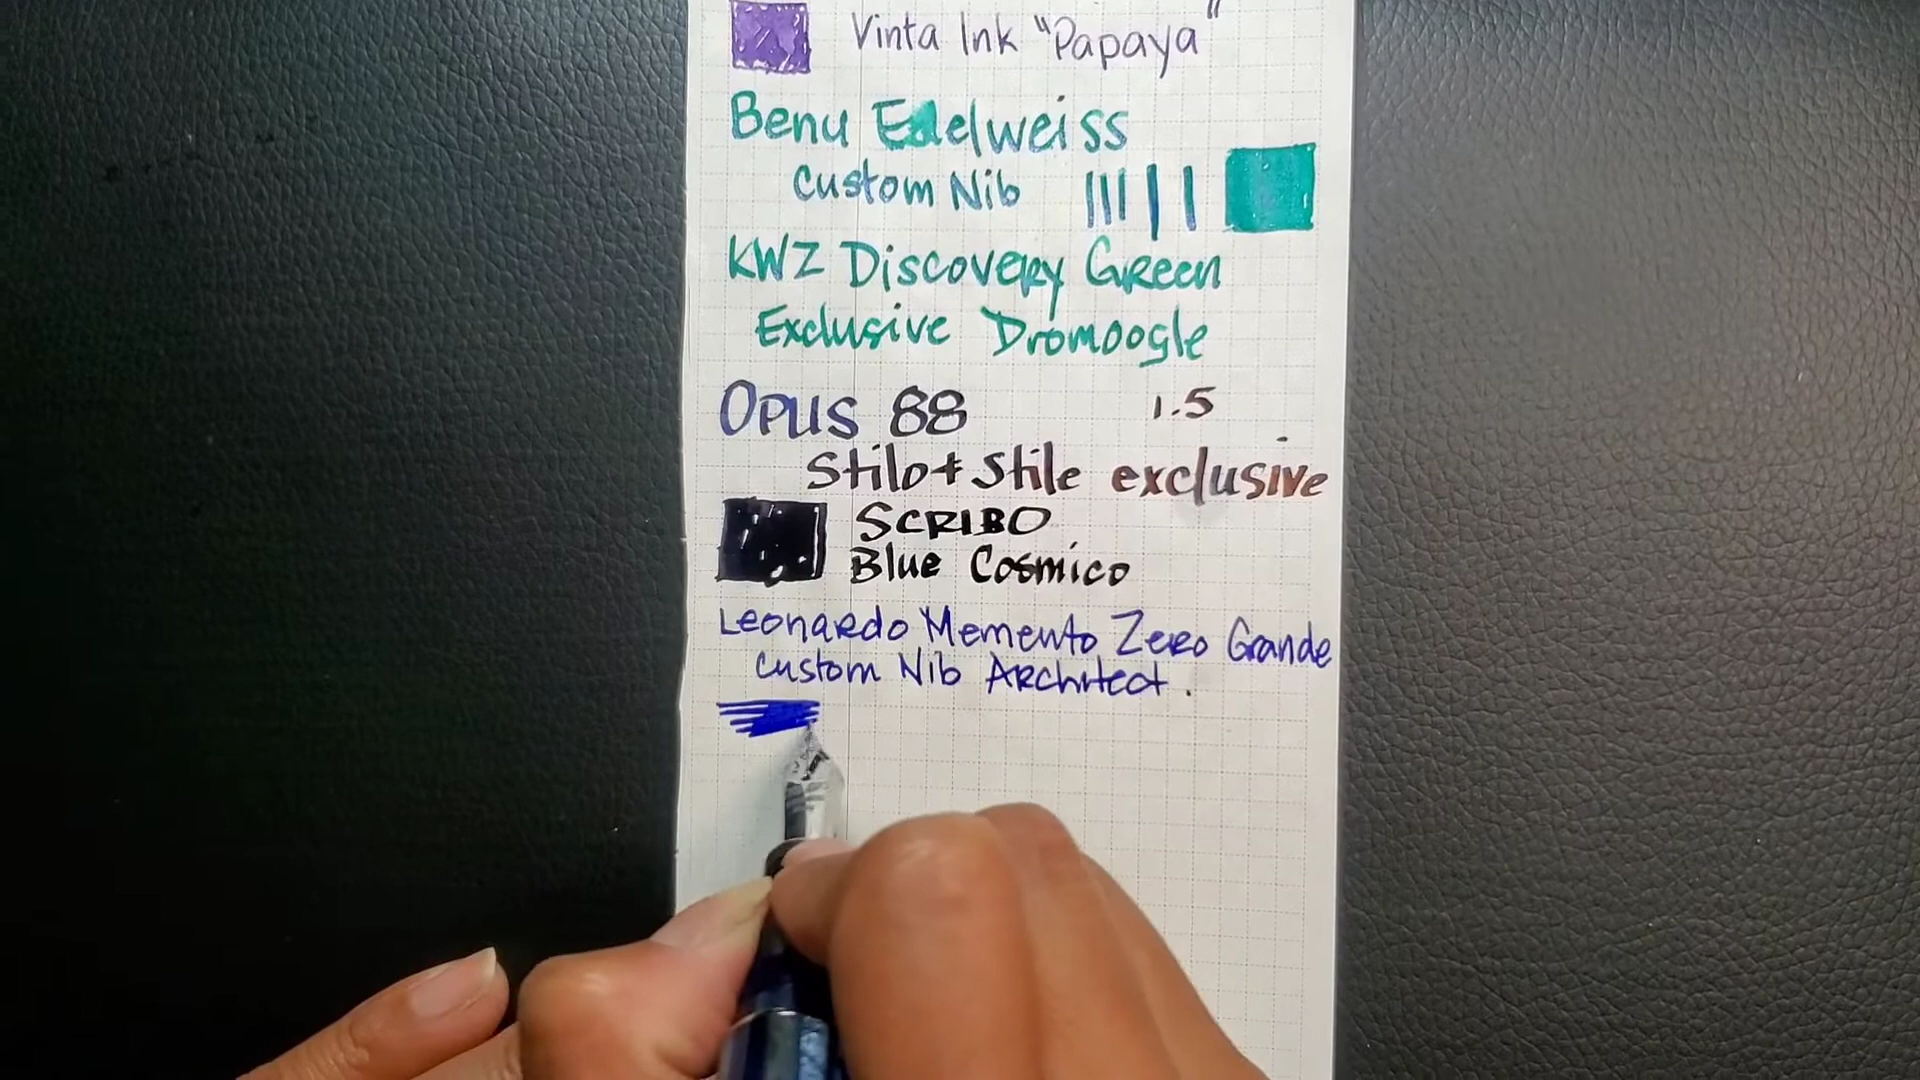 Vinta Ink "Papaya"
Benu Edelweiss
Custom Nib
KWZ Discovery Green
Exclusive Dromoogle
Opus 88 1.5
Stilo+Stile exclusive
SCRIBO
Blue Cosmico
Leonardo Memento Zero Grande
Custom Nib Architect.